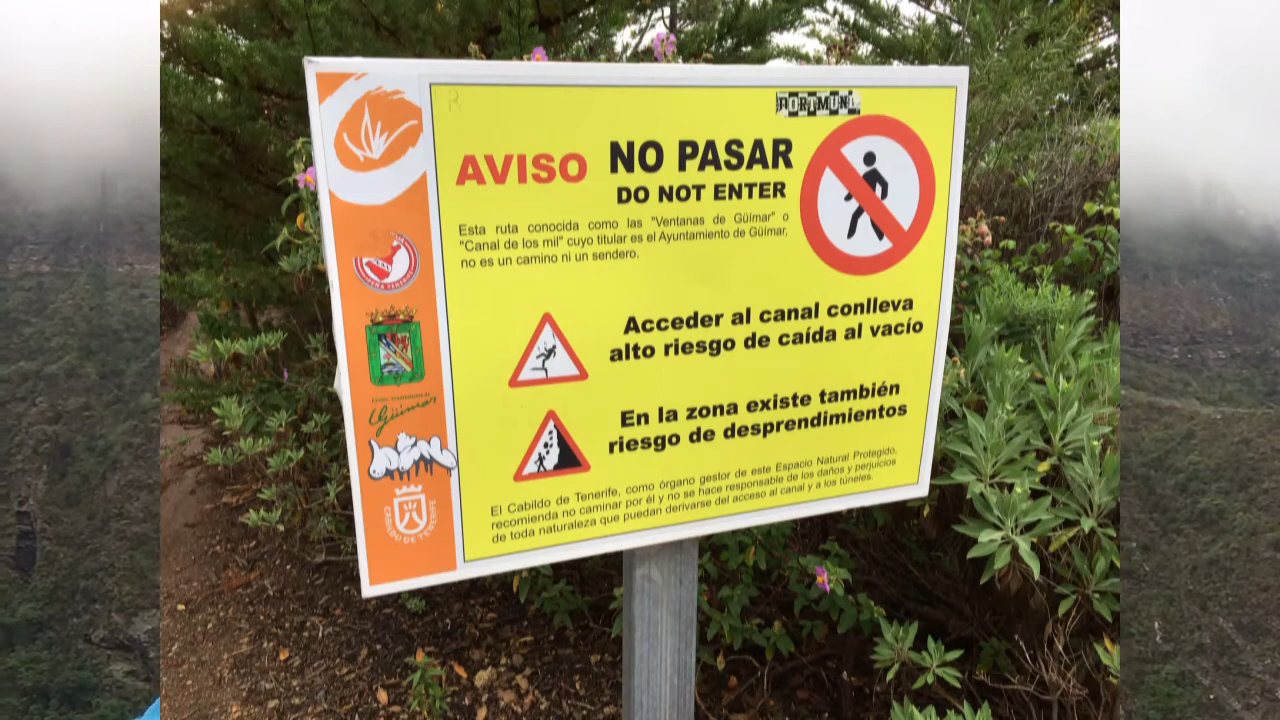 DORTMUND
AVISO
NO PASAR
DO NOT ENTER
Esta ruta conocida como las "Ventanas de Güímar" o
"Canal de los mil" cuyo titular es el Ayuntamiento de Güímar,
no es un camino ni un sendero.
Acceder al canal conlleva
alto riesgo de caída al vacío
En la zona existe también
riesgo de desprendimientos
El Cabildo de Tenerife, como órgano gestor de este Espacio Natural Protegido,
recomienda no caminar por él y no se hace responsable de los daños y perjuicios
de toda naturaleza que puedan derivarse del acceso al canal y a los túneles.
Güímar
CABILDO DE TENERIFE